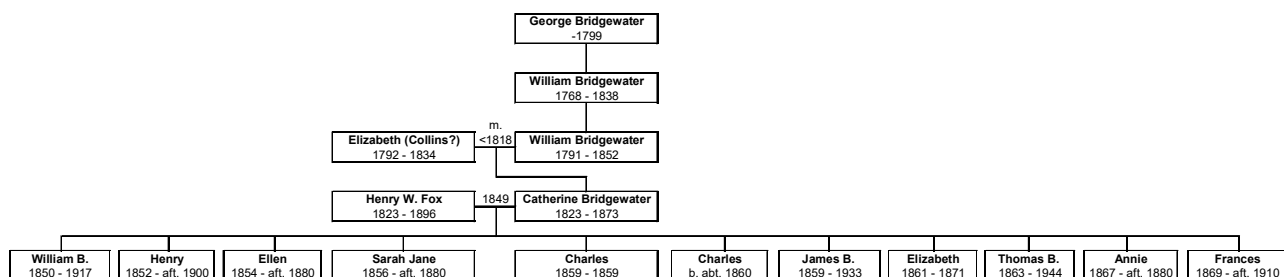 George Bridgewater
-1799
William Bridgewater
1768 - 1838
m.
<1818
Elizabeth (Collins?)
1792 - 1834
William Bridgewater
1791 - 1852
Henry W. Fox
1823 - 1896
1849
Catherine Bridgewater
1823 - 1873
William B.
1850 - 1917
Henry
1852 - aft. 1900
Ellen
1854 - aft. 1880
Sarah Jane
1856 - aft. 1880
Charles
1859 - 1859
Charles
b. abt. 1860
James B.
1859 - 1933
Elizabeth
1861 - 1871
Thomas B.
1863 - 1944
Annie
1867 - aft. 1880
Frances